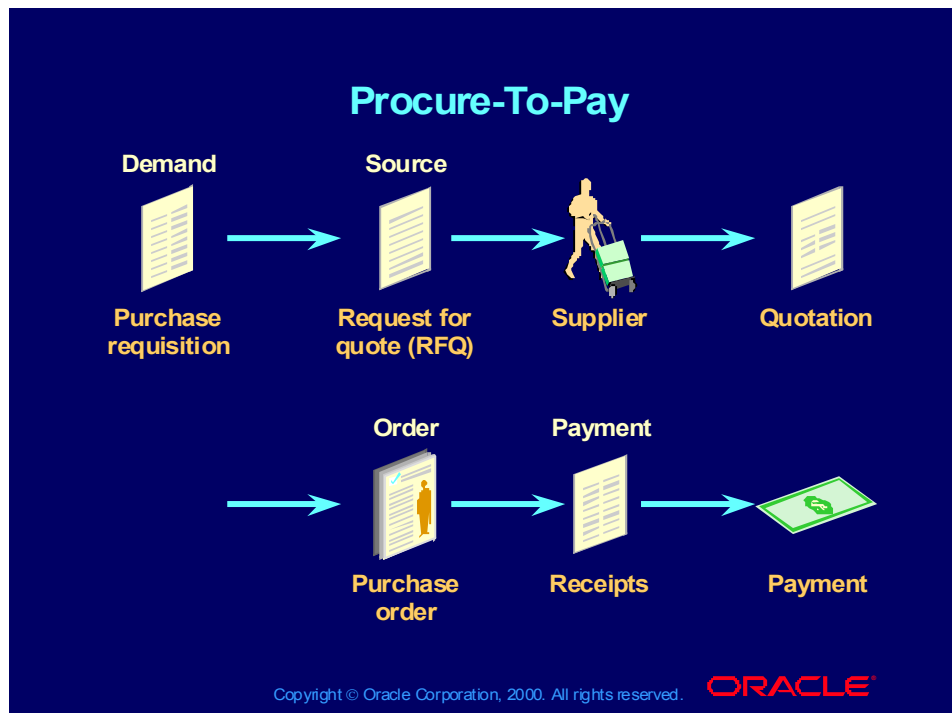 Procure-To-Pay
Demand
Source
Purchase
requisition
Request for
quote (RFQ)
Supplier
Quotation
Order
Payment
Purchase
order
Receipts
Payment
Copyright © Oracle Corporation, 2000. All rights reserved.
ORACLE®